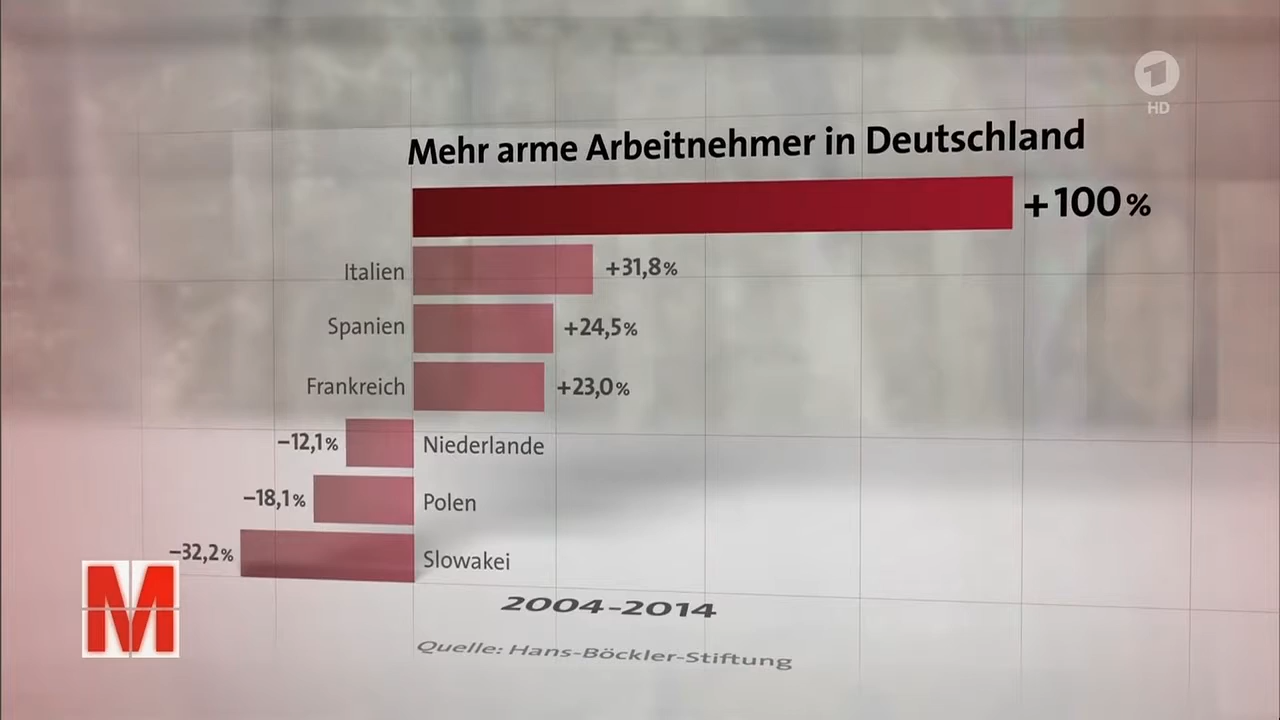 1
HD
Mehr arme Arbeitnehmer in Deutschland
+100%
Italien +31,8%
Spanien +24,5%
Frankreich +23,0%
–12,1% Niederlande
–18,1% Polen
–32,2% Slowakei
M
2004–2014
Quelle: Hans-Böckler-Stiftung